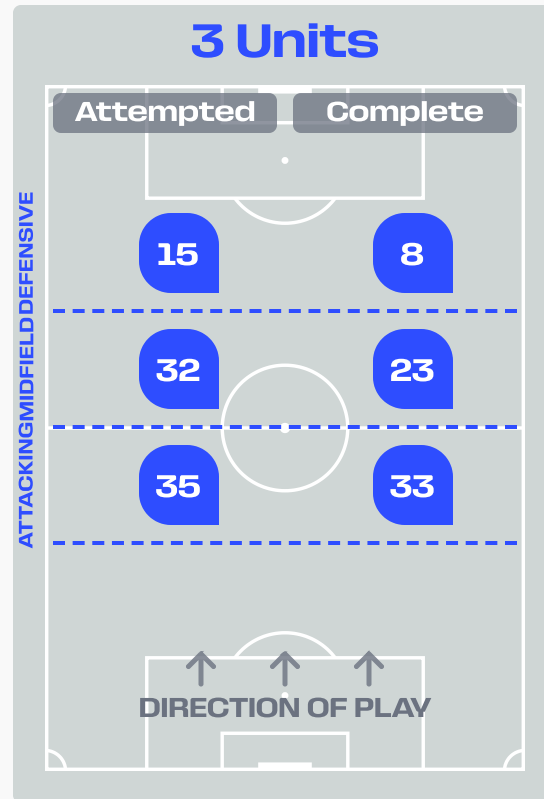 3 Units
Attempted Complete
ATTACKING MIDFIELD DEFENSIVE
15 8
32 23
35 33
DIRECTION OF PLAY